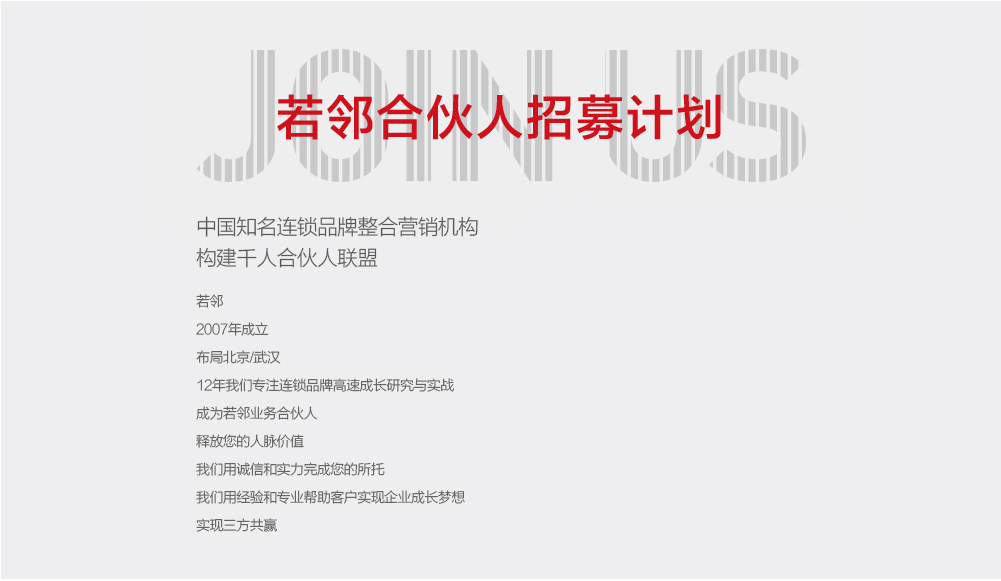 JOIN US
若邻合伙人招募计划
中国知名连锁品牌整合营销机构
构建千人合伙人联盟
若邻
2007年成立
布局北京/武汉
12年我们专注连锁品牌高速成长研究与实战
成为若邻业务合伙人
释放您的人脉价值
我们用诚信和实力完成您的所托
我们用经验和专业帮助客户实现企业成长梦想
实现三方共赢